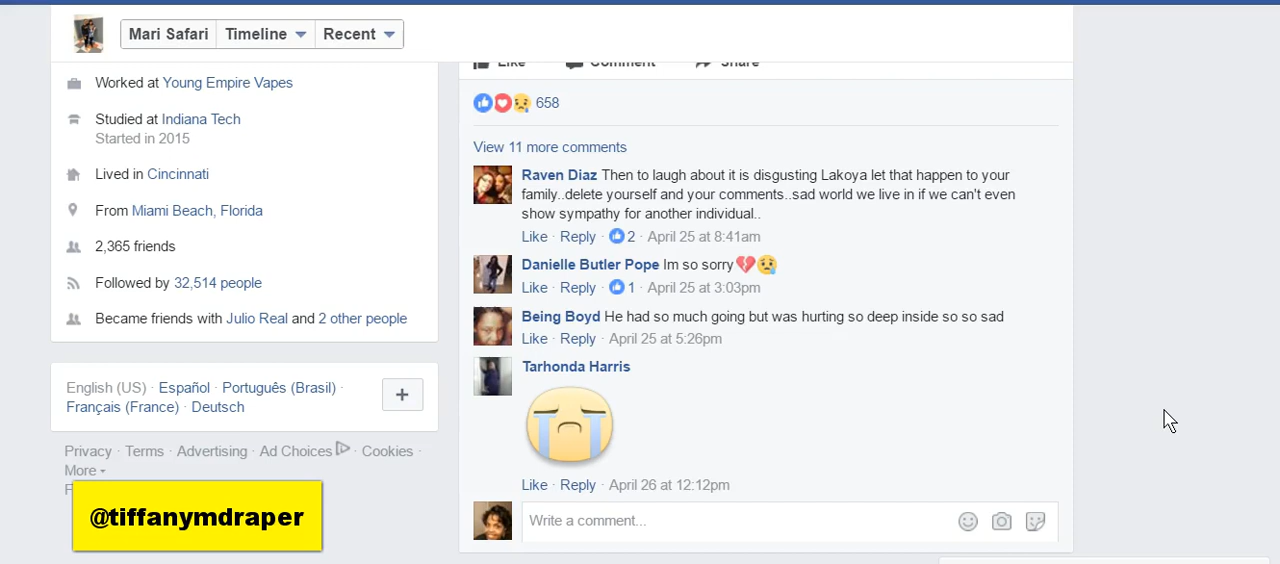 Mari Safari Timeline Recent
Like Comment Share
Worked at Young Empire Vapes
Studied at Indiana Tech
Started in 2015
Lived in Cincinnati
From Miami Beach, Florida
2,365 friends
Followed by 32,514 people
Became friends with Julio Real and 2 other people
English (US) · Español · Português (Brasil) ·
Français (France) · Deutsch
+
Privacy · Terms · Advertising · Ad Choices · Cookies ·
More
@tiffanymdraper
658
View 11 more comments
Raven Diaz Then to laugh about it is disgusting Lakoya let that happen to your
family..delete yourself and your comments..sad world we live in if we can't even
show sympathy for another individual..
Like · Reply · 2 · April 25 at 8:41am
Danielle Butler Pope Im so sorry💔😢
Like · Reply · 1 · April 25 at 3:03pm
Being Boyd He had so much going but was hurting so deep inside so so sad
Like · Reply · April 25 at 5:26pm
Tarhonda Harris
Like · Reply · April 26 at 12:12pm
Write a comment...